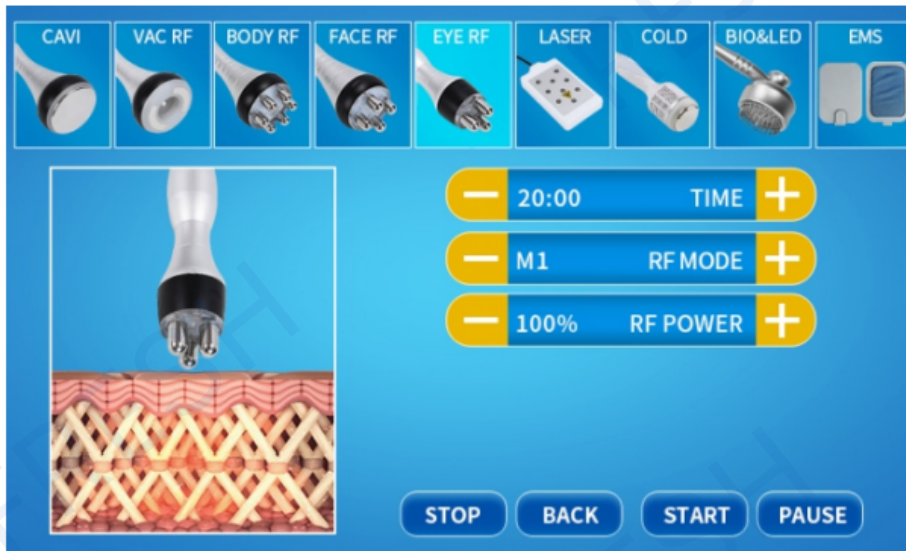 CAVI
VAC RF
BODY RF
FACE RF
EYE RF
LASER
COLD
BIO&LED
EMS
20:00 TIME
M1 RF MODE
100% RF POWER
STOP
BACK
START
PAUSE